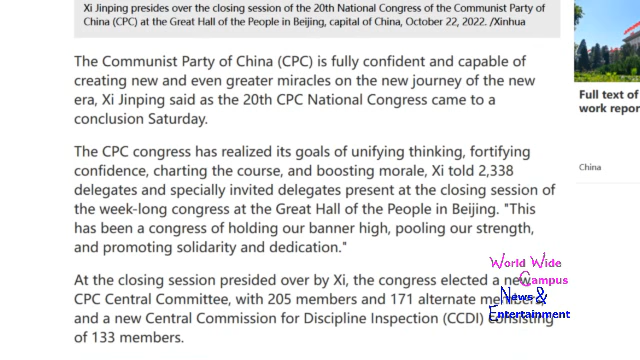 Xi Jinping presides over the closing session of the 20th National Congress of the Communist Party of
China (CPC) at the Great Hall of the People in Beijing, capital of China, October 22, 2022. /Xinhua
The Communist Party of China (CPC) is fully confident and capable of
creating new and even greater miracles on the new journey of the new
era, Xi Jinping said as the 20th CPC National Congress came to a
conclusion Saturday.
The CPC congress has realized its goals of unifying thinking, fortifying
confidence, charting the course, and boosting morale, Xi told 2,338
delegates and specially invited delegates present at the closing session of
the week-long congress at the Great Hall of the People in Beijing. "This
has been a congress of holding our banner high, pooling our strength,
and promoting solidarity and dedication."
At the closing session presided over by Xi, the congress elected a new
CPC Central Committee, with 205 members and 171 alternate members,
and a new Central Commission for Discipline Inspection (CCDI) consisting
of 133 members.
Full text of
work repor
China
World Wide
Campus
News &
Entertainment